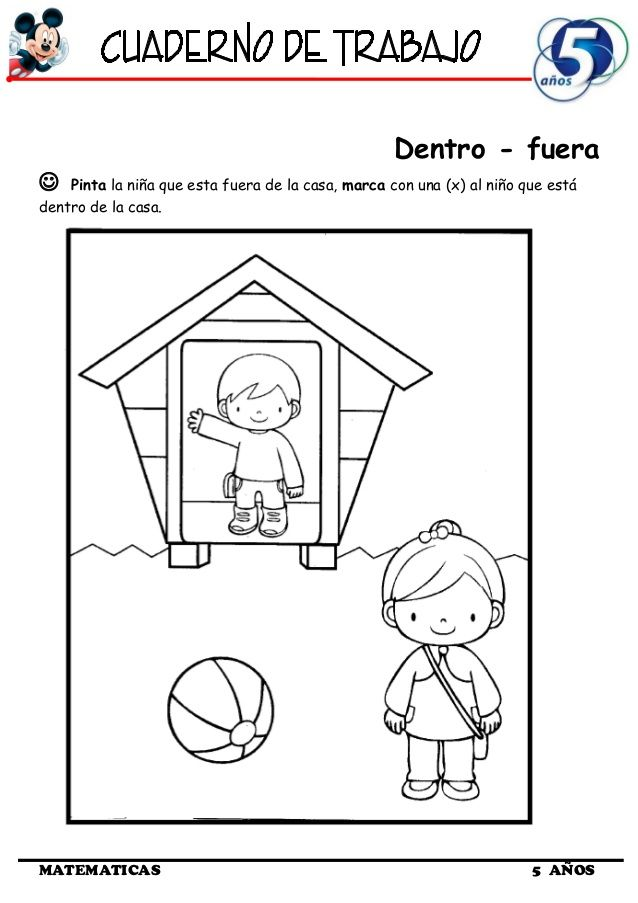 CUADERNO DE TRABAJO
5
años
Dentro - fuera
Pinta la niña que esta fuera de la casa, marca con una (x) al niño que está
dentro de la casa.
MATEMATICAS 5 AÑOS